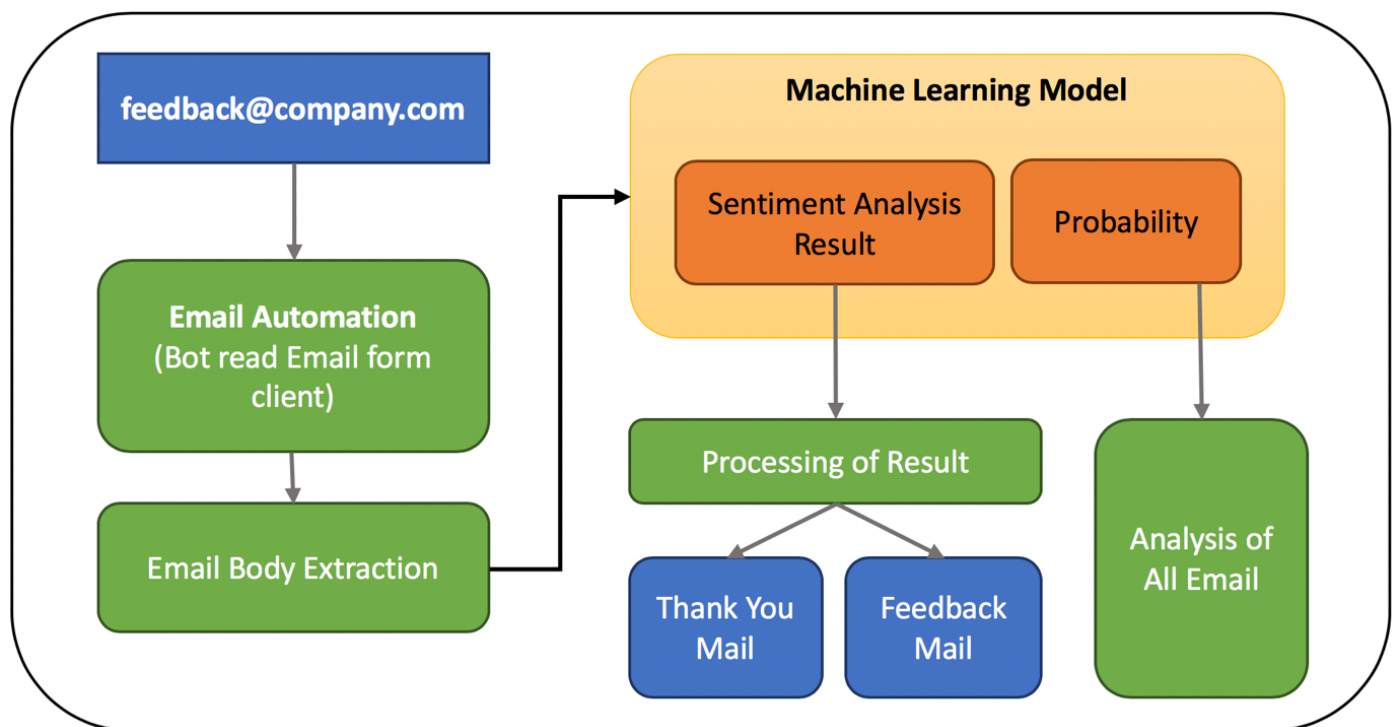 feedback@company.com
Email Automation
(Bot read Email form
client)
Email Body Extraction
Machine Learning Model
Sentiment Analysis
Result
Probability
Processing of Result
Thank You
Mail
Feedback
Mail
Analysis of
All Email